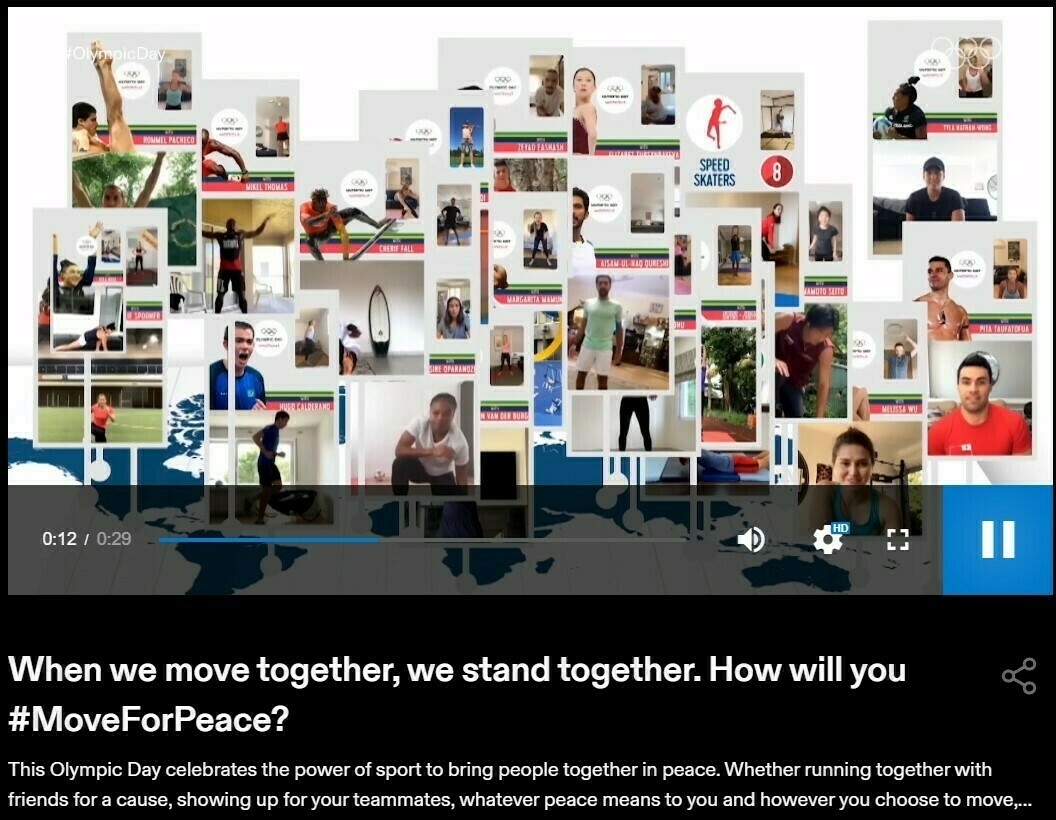 #OlympicDay
ROMMEL PACHECO
MIKEL THOMAS
CHERIF FALL
ZEYAD EASHASH
SPEED
SKATERS
8
TYLA NATHAN-WONG
AISAM-UL-HAQ QURESHI
MARGARITA MAMUN
YAMOTO SEITO
PITA TAUFATOFUA
IE SPOONER
SIRE OPARANOZ
HUGO CALDERANO
N VAN DER BURG
MELISSA WU
0:12 / 0:29
HD
When we move together, we stand together. How will you
#MoveForPeace?
This Olympic Day celebrates the power of sport to bring people together in peace. Whether running together with
friends for a cause, showing up for your teammates, whatever peace means to you and however you choose to move,...